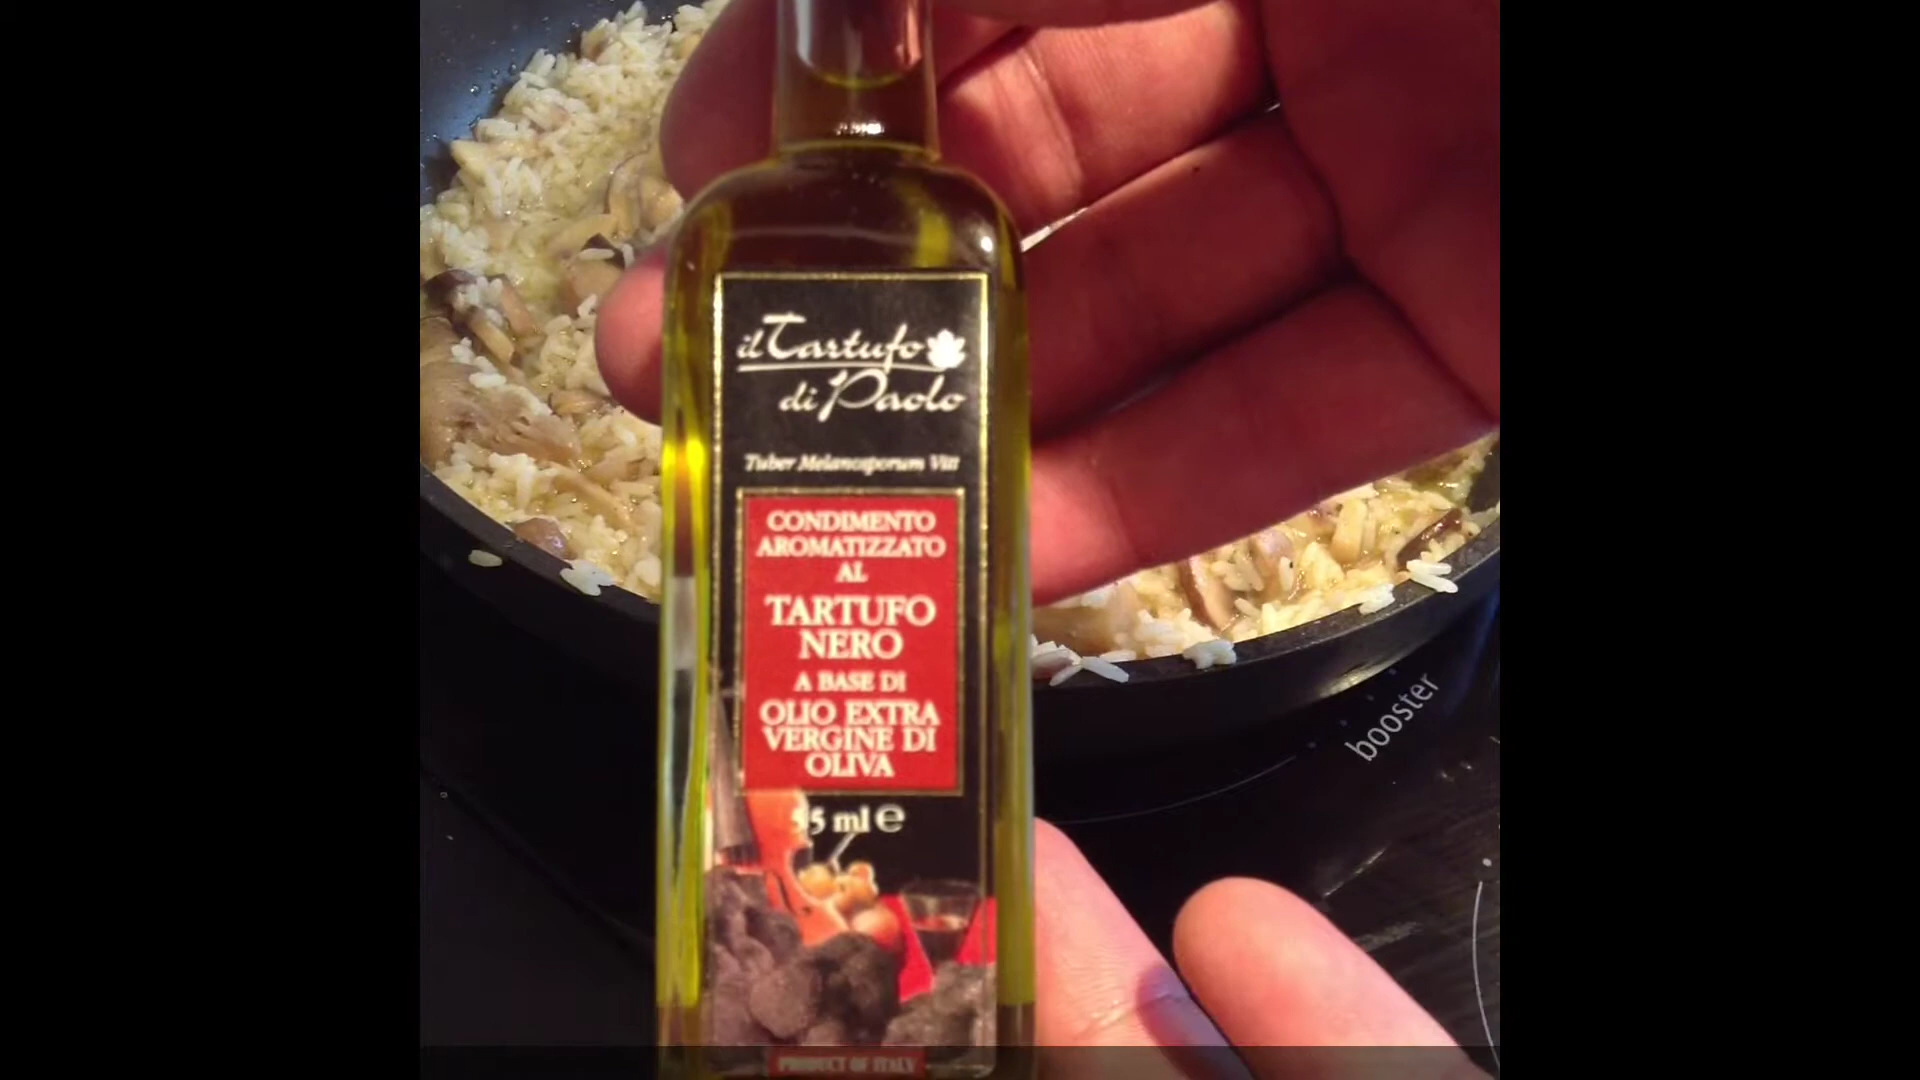 il Tartufo
di Paolo
Tuber Melanosporum Vitt
CONDIMENTO
AROMATIZZATO
AL
TARTUFO
NERO
A BASE DI
OLIO EXTRA
VERGINE DI
OLIVA
55 ml e
PRODUCT OF ITALY
booster